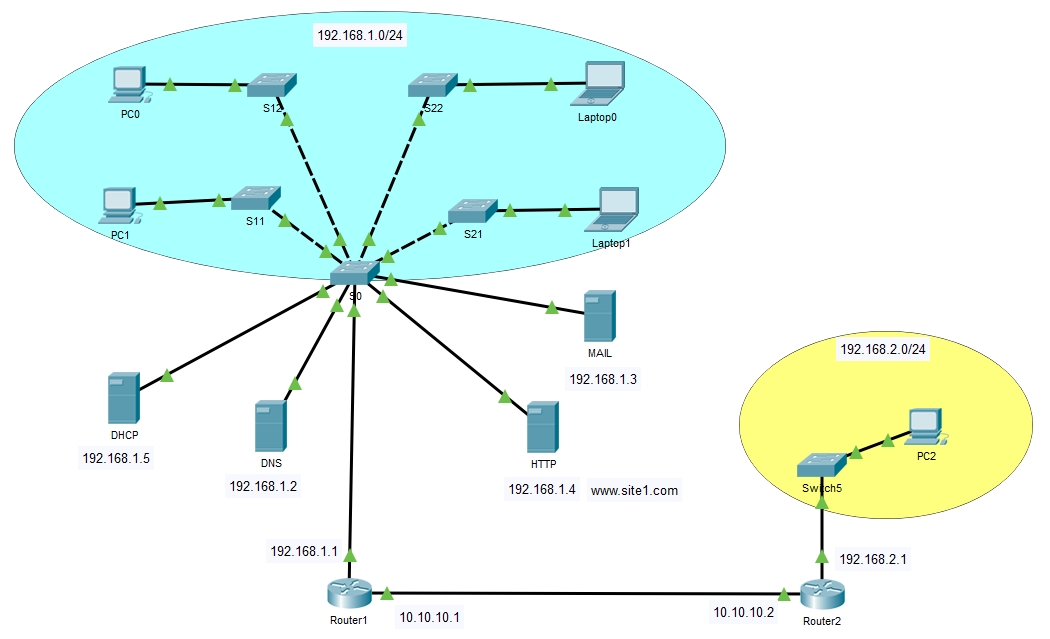 192.168.1.0/24
PC0
S12
S22
Laptop0
PC1
S11
S21
Laptop1
S0
MAIL
192.168.1.3
192.168.2.0/24
DHCP
192.168.1.5
DNS
192.168.1.2
HTTP
192.168.1.4
www.site1.com
PC2
Switch5
192.168.1.1
192.168.2.1
Router1
10.10.10.1
10.10.10.2
Router2